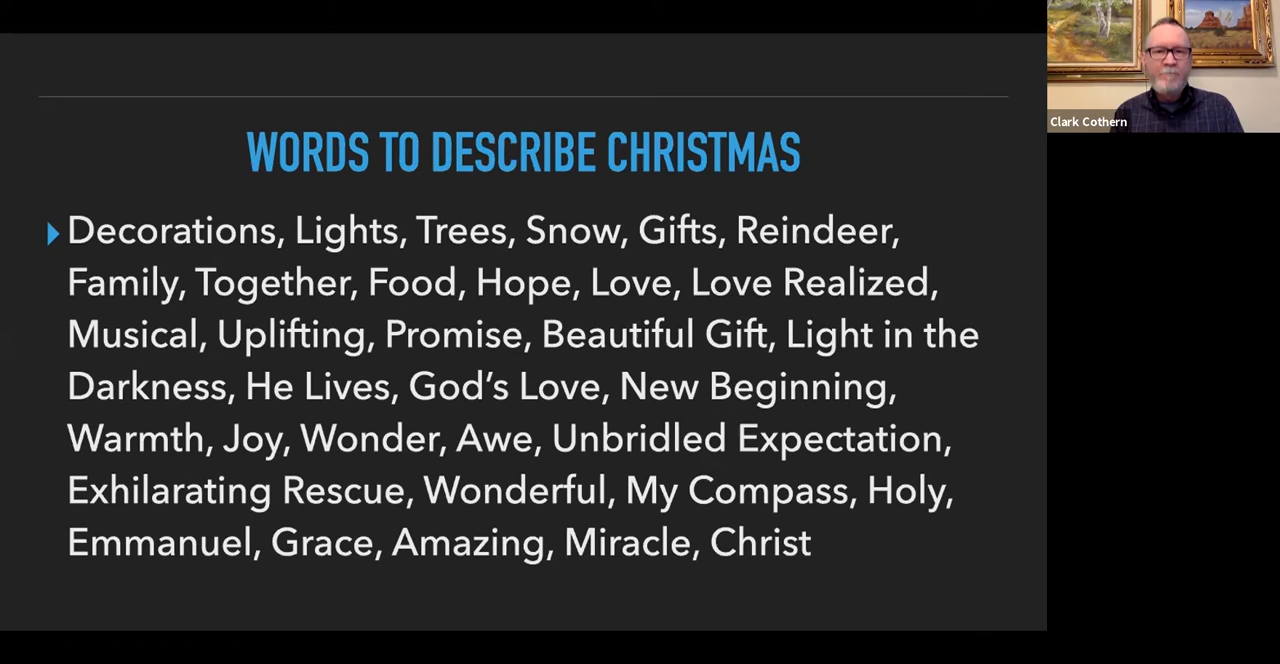 WORDS TO DESCRIBE CHRISTMAS
Decorations, Lights, Trees, Snow, Gifts, Reindeer,
Family, Together, Food, Hope, Love, Love Realized,
Musical, Uplifting, Promise, Beautiful Gift, Light in the
Darkness, He Lives, God’s Love, New Beginning,
Warmth, Joy, Wonder, Awe, Unbridled Expectation,
Exhilarating Rescue, Wonderful, My Compass, Holy,
Emmanuel, Grace, Amazing, Miracle, Christ
Clark Cothern